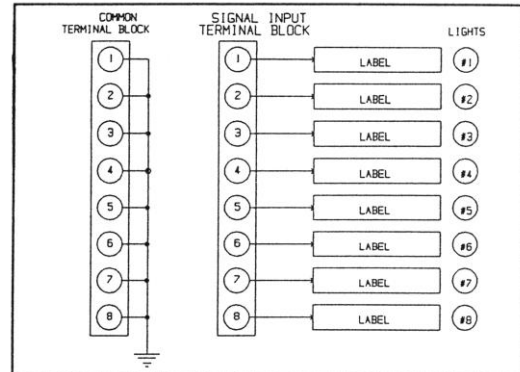 COMMON
TERMINAL BLOCK
SIGNAL INPUT
TERMINAL BLOCK
LIGHTS
1 1 LABEL #1
2 2 LABEL #2
3 3 LABEL #3
4 4 LABEL #4
5 5 LABEL #5
6 6 LABEL #6
7 7 LABEL #7
8 8 LABEL #8